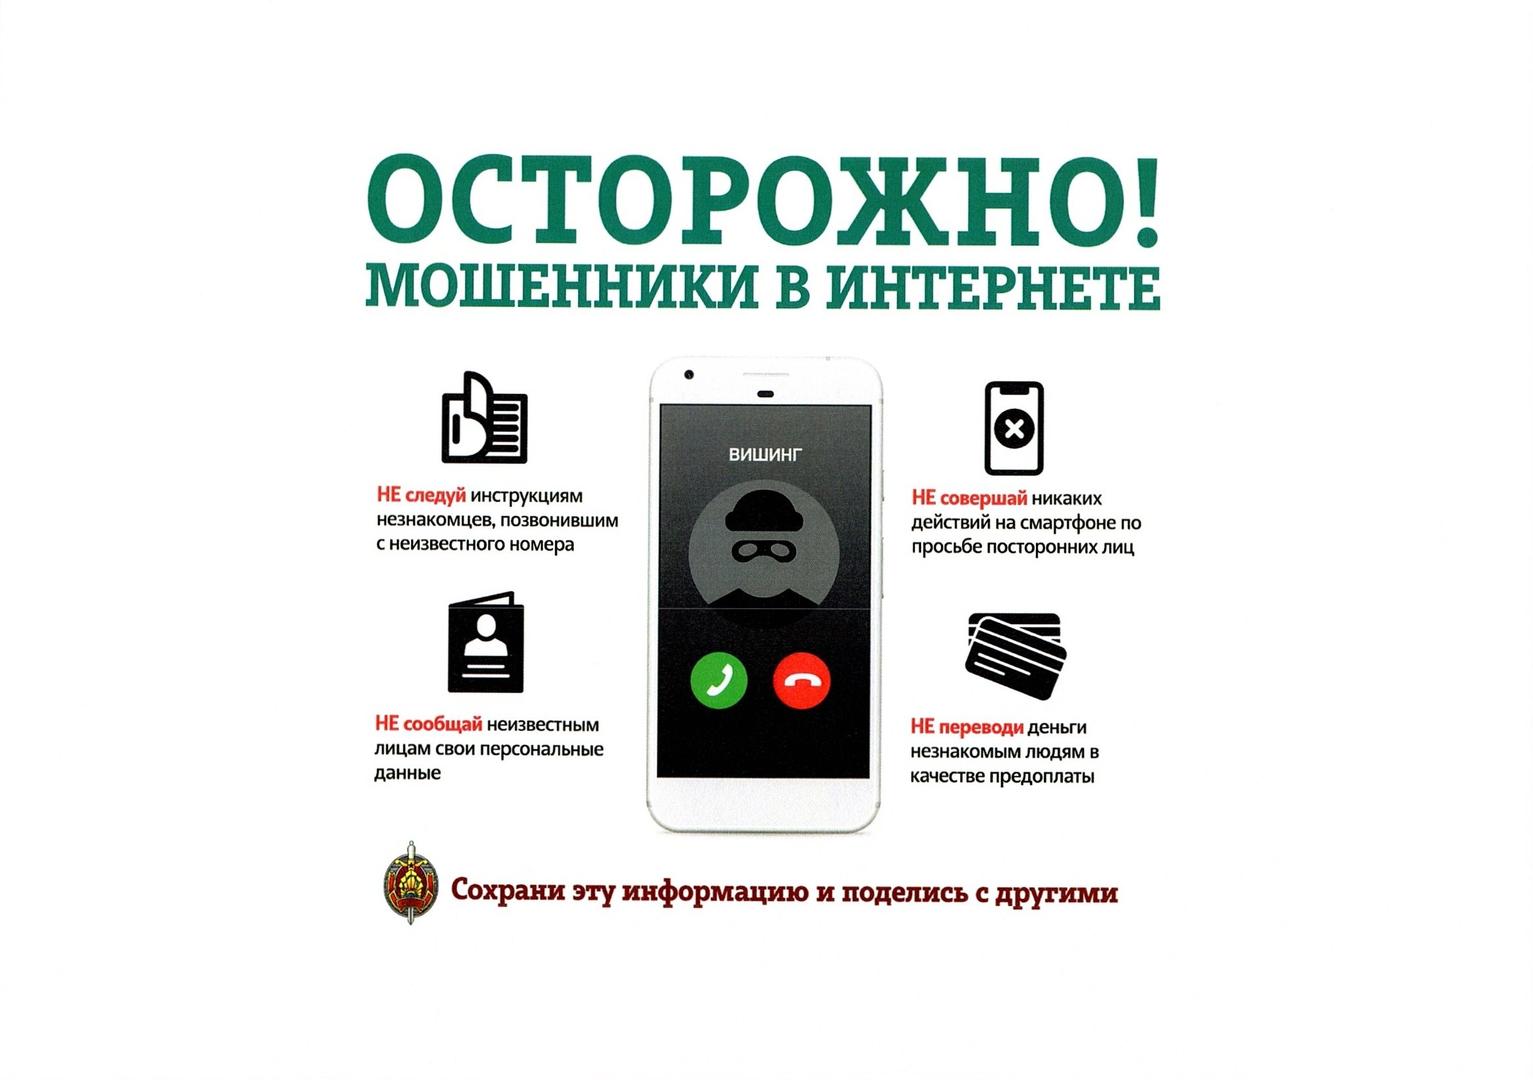 ОСТОРОЖНО!
МОШЕННИКИ В ИНТЕРНЕТЕ
НЕ следуй инструкциям
незнакомцев, позвонившим
с неизвестного номера
ВИШИНГ
НЕ совершай никаких
действий на смартфоне по
просьбе посторонних лиц
НЕ сообщай неизвестным
лицам свои персональные
данные
НЕ переводи деньги
незнакомым людям в
качестве предоплаты
Сохрани эту информацию и поделись с другими